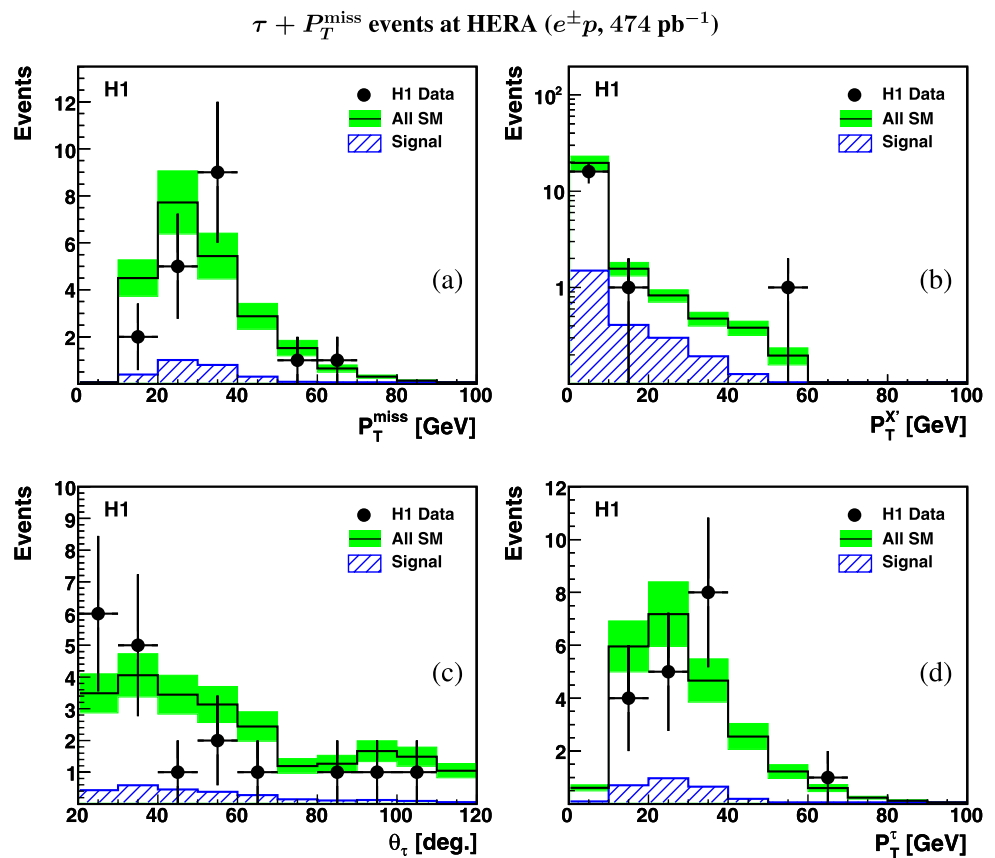 τ + P_T^miss events at HERA (e±p, 474 pb⁻¹)
H1
Events
H1 Data
All SM
Signal
(a)
12
10
8
6
4
2
0 20 40 60 80 100
P_T^miss [GeV]
H1
Events
H1 Data
All SM
Signal
(b)
10²
10
1
0 20 40 60 80 100
P_T^X' [GeV]
H1
Events
H1 Data
All SM
Signal
(c)
10
9
8
7
6
5
4
3
2
1
0
20 40 60 80 100 120
θ_τ [deg.]
H1
Events
H1 Data
All SM
Signal
(d)
12
10
8
6
4
2
0 20 40 60 80 100
P_T^τ [GeV]